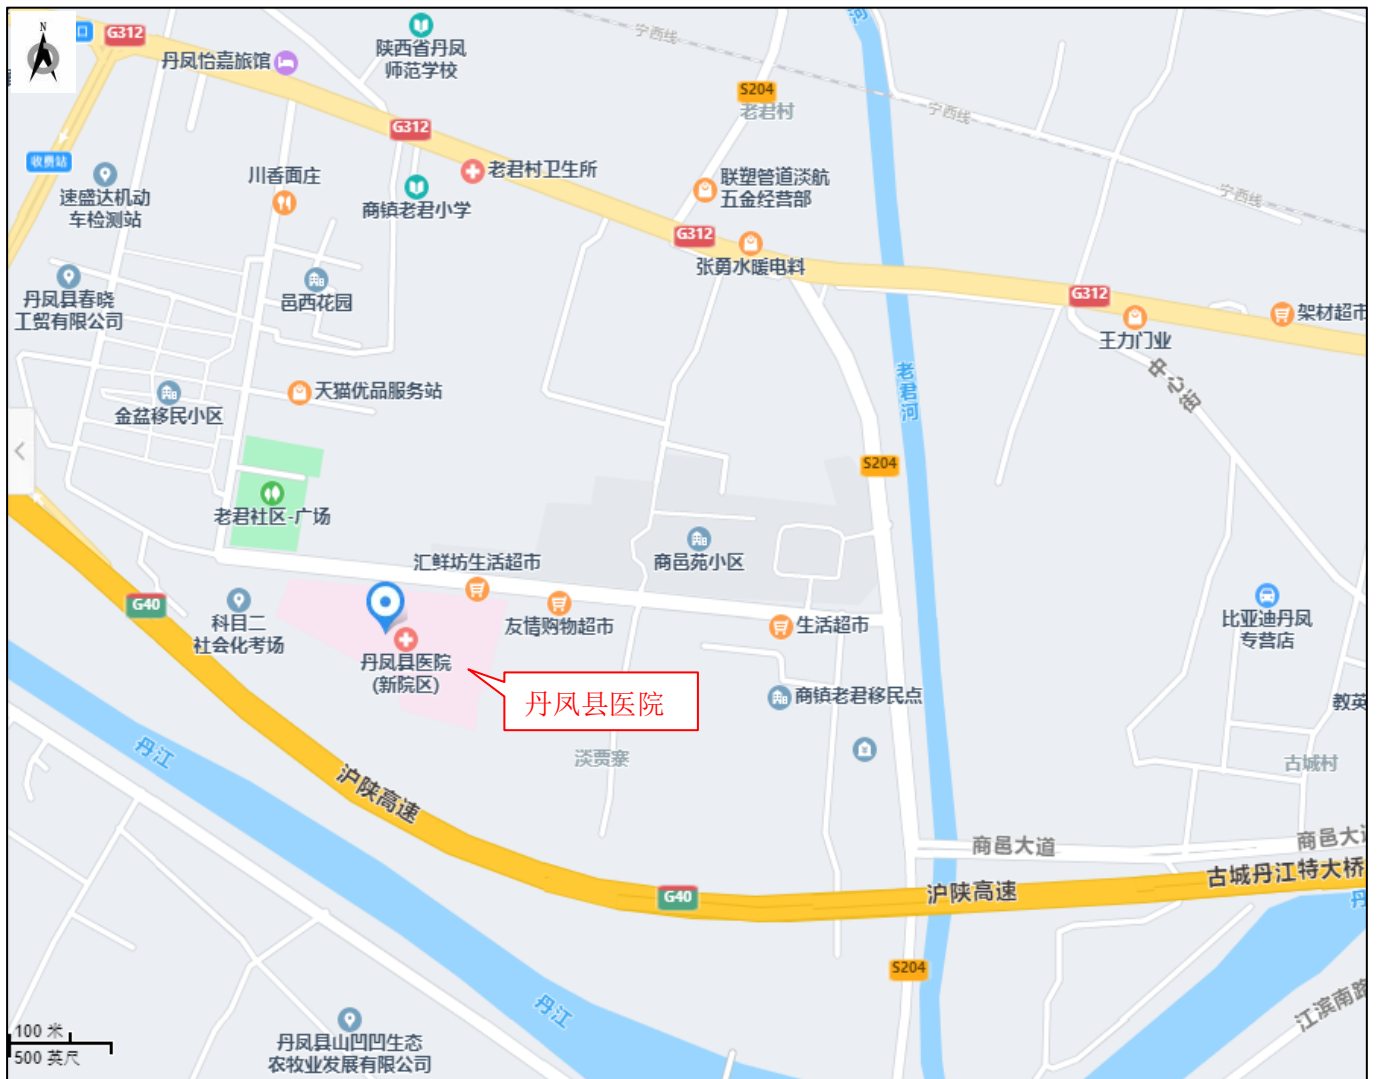 N
口
G312
丹凤怡嘉旅馆
陕西省丹凤
师范学校
宁西线
河
S204
老君村
宁西线
G312
收费站
速盛达机动
车检测站
川香面庄
老君村卫生所
商镇老君小学
联塑管道淡航
五金经营部
宁西线
G312
张勇水暖电料
丹凤县春晓
工贸有限公司
邑西花园
G312
王力门业
架材超市
中心街
老君河
金盆移民小区
天猫优品服务站
S204
老君社区-广场
汇鲜坊生活超市
商邑苑小区
G40
科目二
社会化考场
友情购物超市
生活超市
比亚迪丹凤
专营店
丹凤县医院
(新院区)
丹凤县医院
商镇老君移民点
教英
丹江
淡贾寨
古城村
沪陕高速
商邑大道
商邑大道
古城丹江特大桥
G40
沪陕高速
丹
S204
丹江
江滨南路
100 米
500 英尺
丹凤县山凹凹生态
农牧业发展有限公司